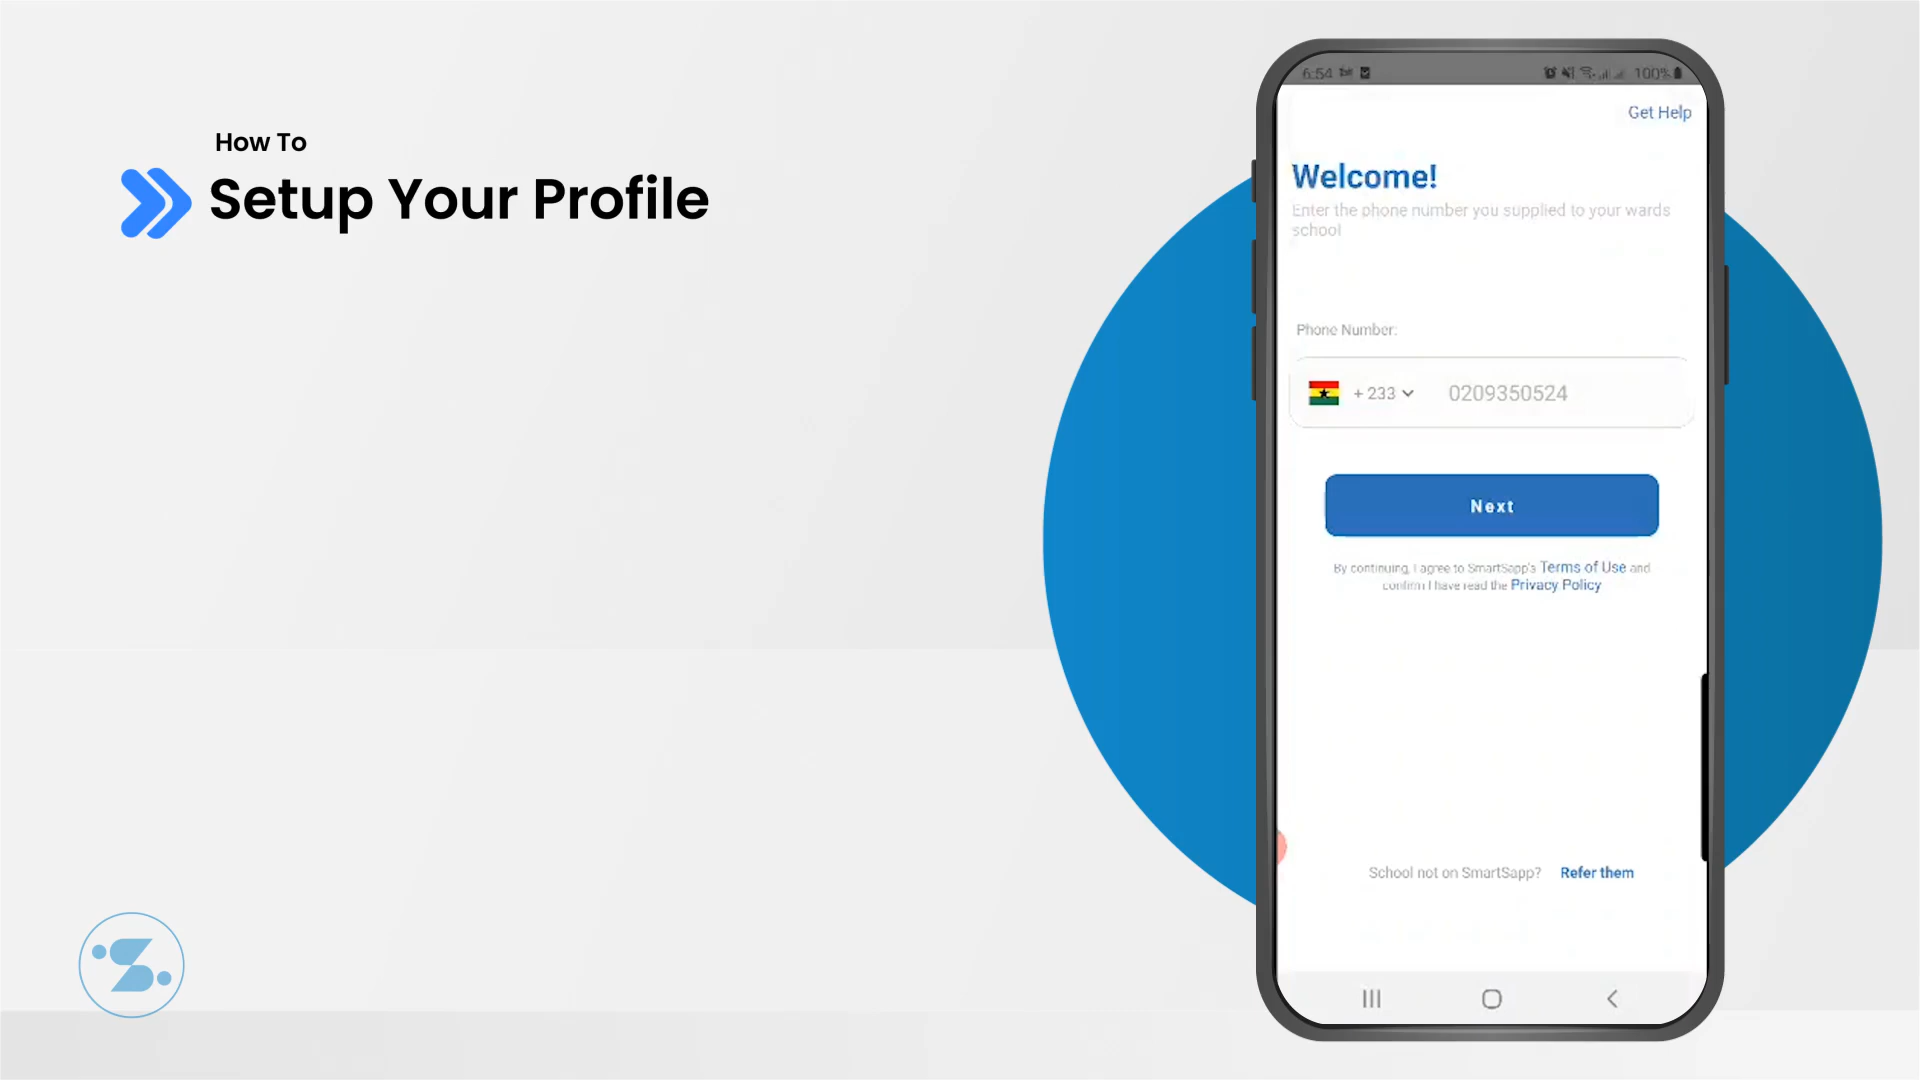 How To
Setup Your Profile
6:54
100%
Get Help
Welcome!
Enter the phone number you supplied to your wards
school
Phone Number:
+ 233
0209350524
Next
By continuing, I agree to SmartSapp's Terms of Use and
confirm I have read the Privacy Policy
School not on SmartSapp? Refer them